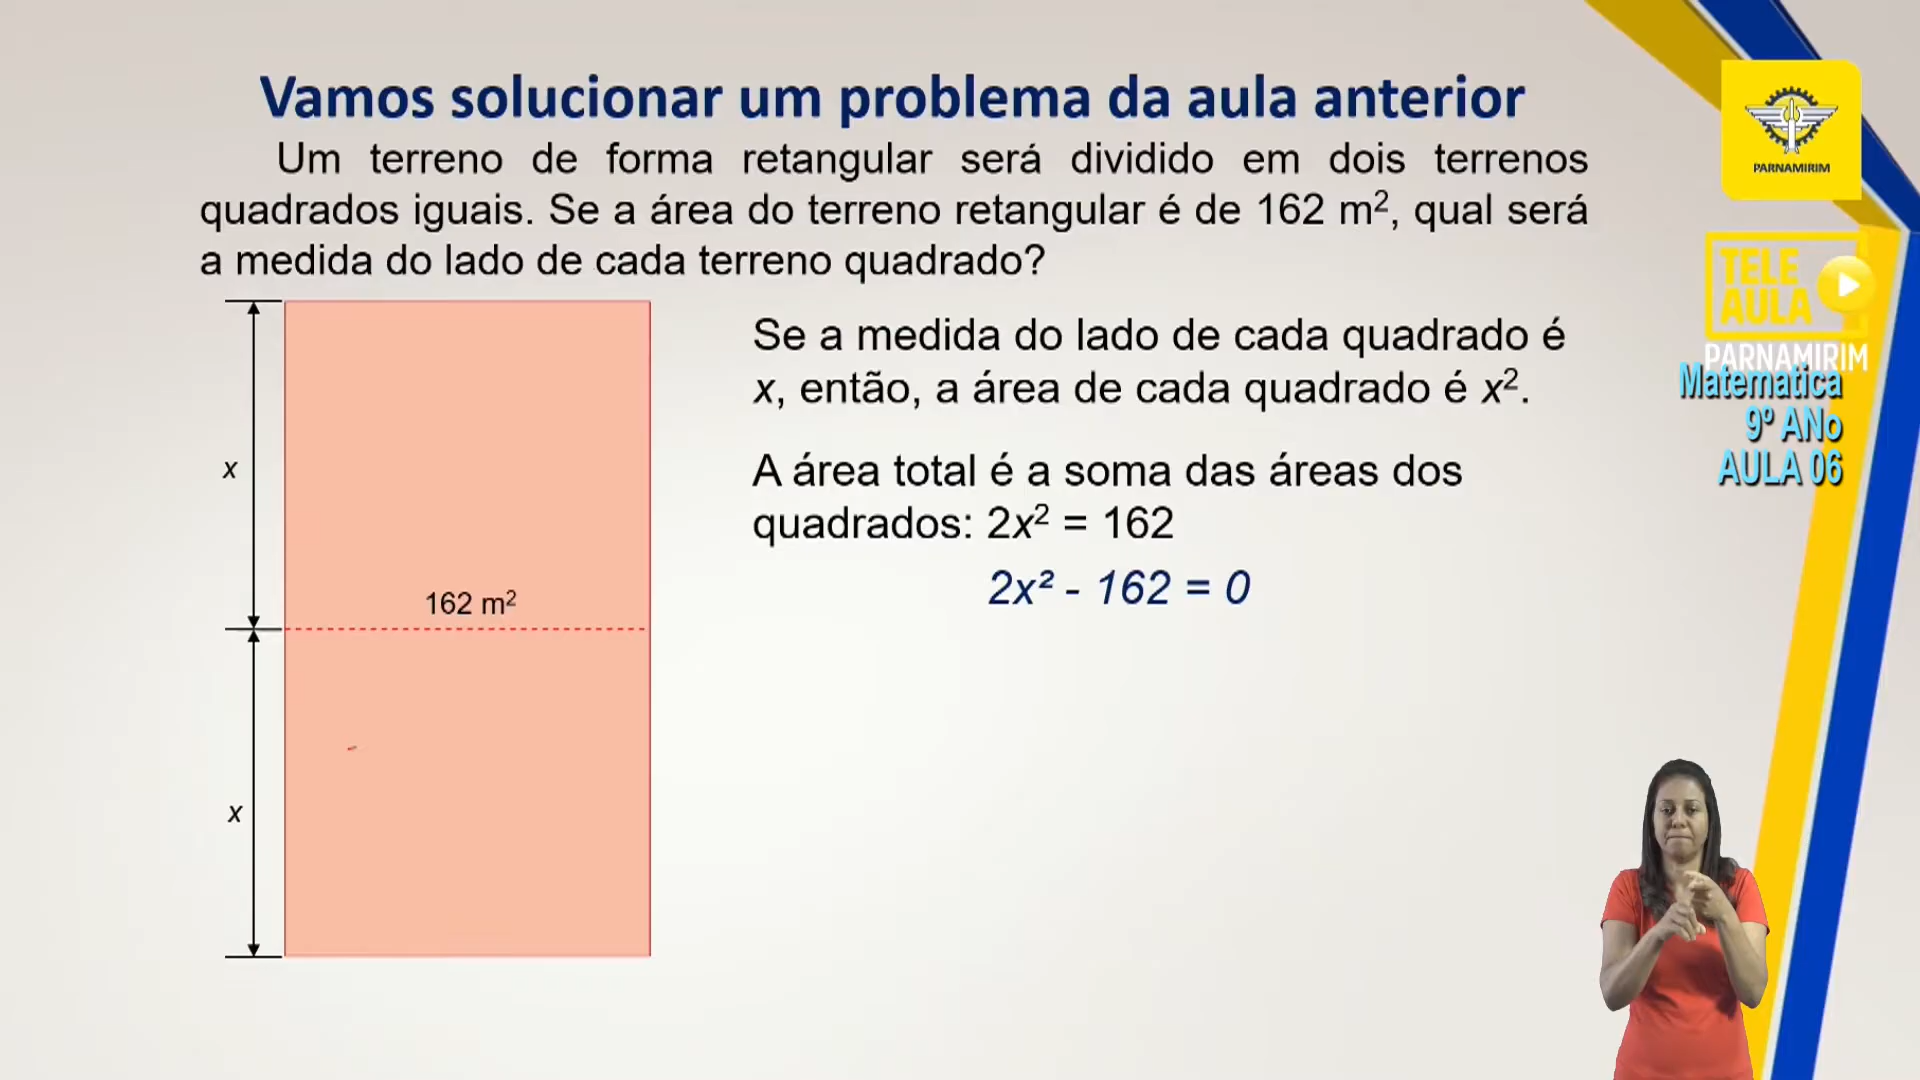 Vamos solucionar um problema da aula anterior
Um terreno de forma retangular será dividido em dois terrenos
quadrados iguais. Se a área do terreno retangular é de 162 m², qual será
a medida do lado de cada terreno quadrado?
x
162 m²
x
Se a medida do lado de cada quadrado é
x, então, a área de cada quadrado é x².
A área total é a soma das áreas dos
quadrados: 2x² = 162
2x² - 162 = 0
PARNAMIRIM
TELE
AULA
PARNAMIRIM
Matematica
9º ANo
AULA 06